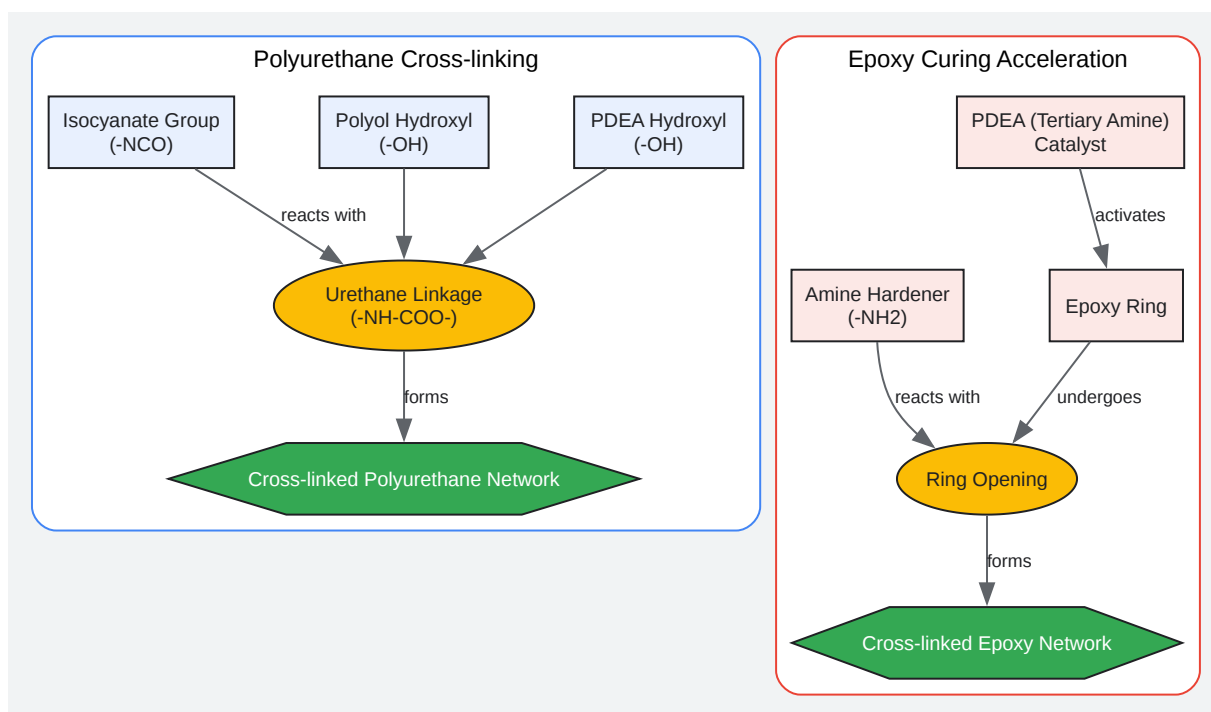 Polyurethane Cross-linking
Isocyanate Group
(-NCO)
Polyol Hydroxyl
(-OH)
PDEA Hydroxyl
(-OH)
reacts with
Urethane Linkage
(-NH-COO-)
forms
Cross-linked Polyurethane Network
Epoxy Curing Acceleration
PDEA (Tertiary Amine)
Catalyst
activates
Amine Hardener
(-NH2)
Epoxy Ring
reacts with
undergoes
Ring Opening
forms
Cross-linked Epoxy Network